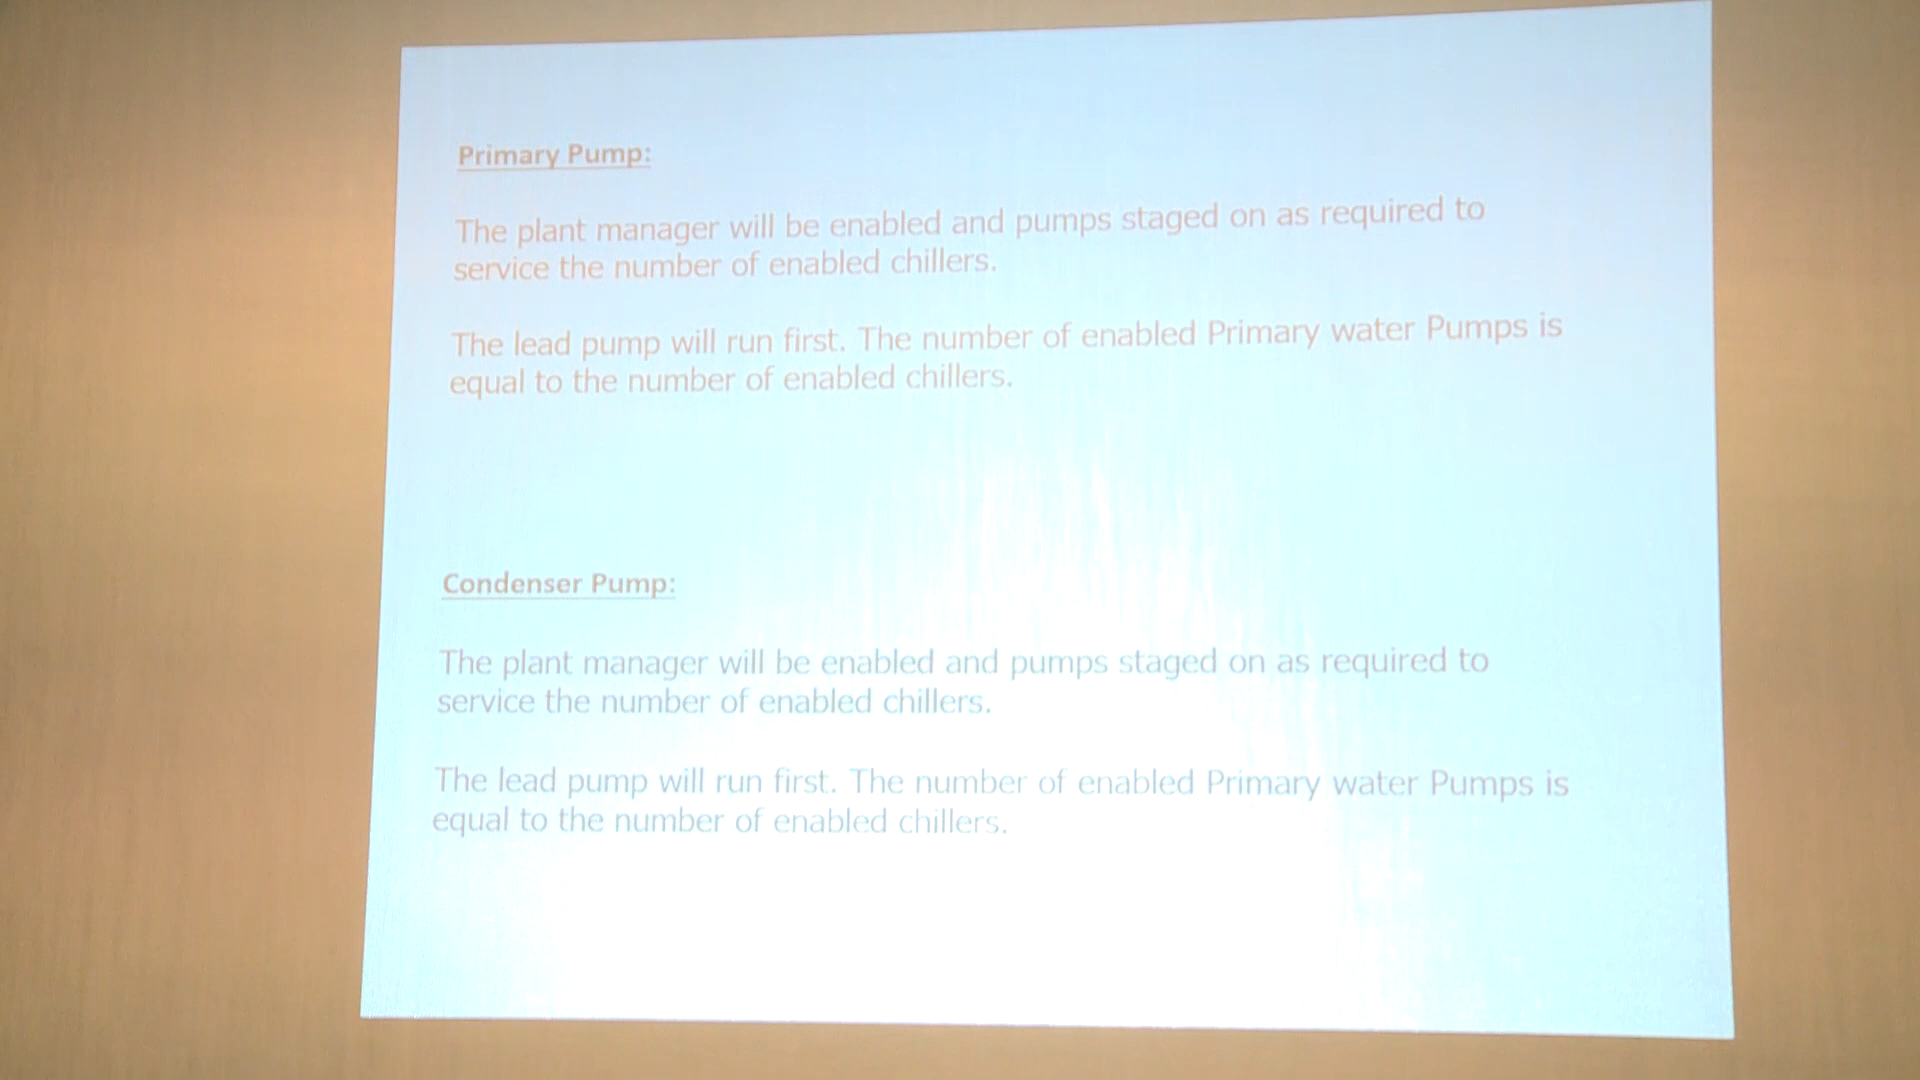 Primary Pump:
The plant manager will be enabled and pumps staged on as required to
service the number of enabled chillers.
The lead pump will run first. The number of enabled Primary water Pumps is
equal to the number of enabled chillers.
Condenser Pump:
The plant manager will be enabled and pumps staged on as required to
service the number of enabled chillers.
The lead pump will run first. The number of enabled Primary water Pumps is
equal to the number of enabled chillers.